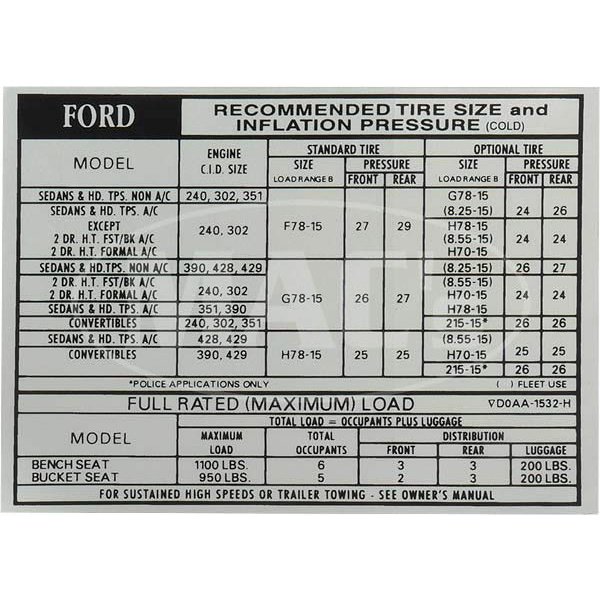 FORD
RECOMMENDED TIRE SIZE and
INFLATION PRESSURE (COLD)
MODEL
ENGINE
C.I.D. SIZE
STANDARD TIRE
OPTIONAL TIRE
SIZE PRESSURE SIZE PRESSURE
LOAD RANGE B FRONT REAR LOAD RANGE B FRONT REAR
SEDANS & HD. TPS. NON A/C 240, 302, 351 G78-15
SEDANS & HD. TPS. A/C (8.25-15) 24 26
EXCEPT 240, 302 F78-15 27 29 H78-15
2 DR. H.T. FST/BK A/C (8.55-15) 24 24
2 DR. H.T. FORMAL A/C H70-15
SEDANS & HD.TPS. NON A/C 390, 428, 429 (8.25-15) 26 27
2 DR. H.T. FST/BK A/C 240, 302 (8.55-15)
2 DR. H.T. FORMAL A/C G78-15 26 27 H70-15 24 24
SEDANS & HD.TPS. A/C 351, 390 H78-15
CONVERTIBLES 240, 302, 351 215-15* 26 26
SEDANS & HD.TPS. A/C 428, 429 (8.55-15)
CONVERTIBLES 390, 429 H78-15 25 25 H70-15 25 25
215-15* 26 26
*POLICE APPLICATIONS ONLY ( ) FLEET USE
FULL RATED (MAXIMUM) LOAD ▽D0AA-1532-H
MODEL
TOTAL LOAD = OCCUPANTS PLUS LUGGAGE
MAXIMUM TOTAL DISTRIBUTION
LOAD OCCUPANTS FRONT REAR LUGGAGE
BENCH SEAT 1100 LBS. 6 3 3 200 LBS.
BUCKET SEAT 950 LBS. 5 2 3 200 LBS.
FOR SUSTAINED HIGH SPEEDS OR TRAILER TOWING - SEE OWNER'S MANUAL